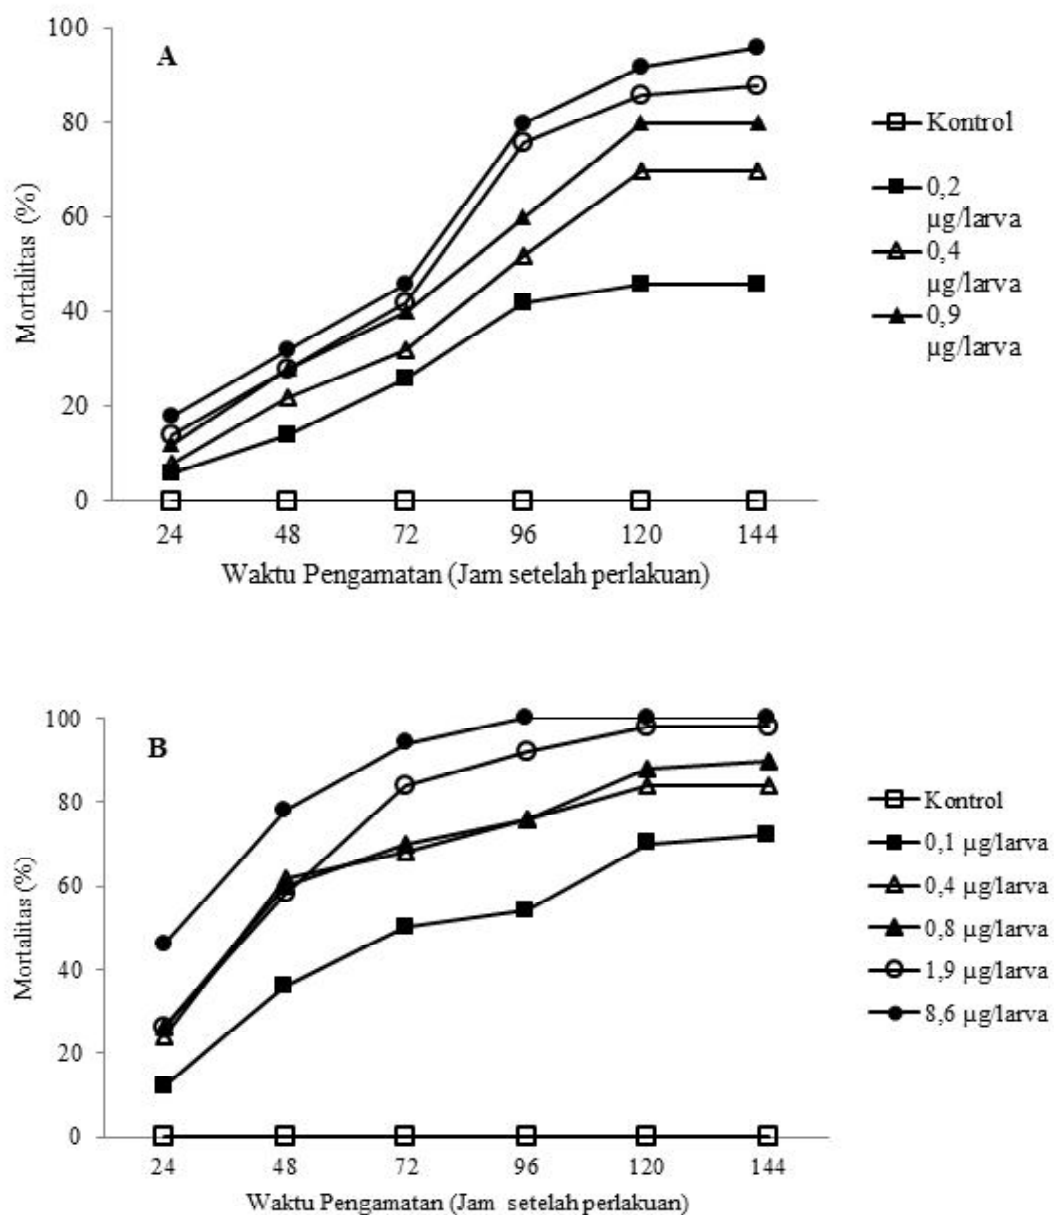 A
100
80
60
40
20
0
Mortalitas (%)
24 48 72 96 120 144
Waktu Pengamatan (Jam setelah perlakuan)
Kontrol
0,2
µg/larva
0,4
µg/larva
0,9
µg/larva
B
100
80
60
40
20
0
Mortalitas (%)
24 48 72 96 120 144
Waktu Pengamatan (Jam setelah perlakuan)
Kontrol
0,1 µg/larva
0,4 µg/larva
0,8 µg/larva
1,9 µg/larva
8,6 µg/larva